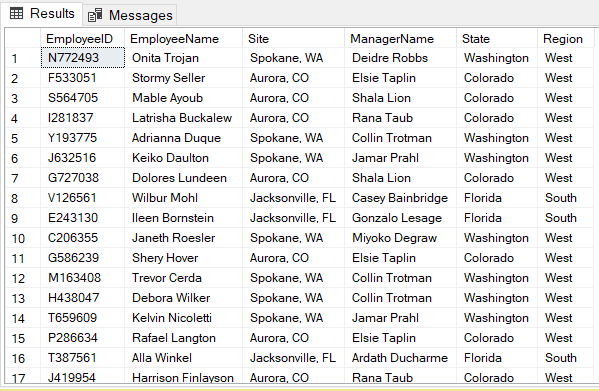 Results Messages
EmployeeID EmployeeName Site ManagerName State Region
1 N772493 Onita Trojan Spokane, WA Deidre Robbs Washington West
2 F533051 Stormy Seller Aurora, CO Elsie Taplin Colorado West
3 S564705 Mable Ayoub Aurora, CO Shala Lion Colorado West
4 I281837 Latrisha Buckalew Aurora, CO Rana Taub Colorado West
5 Y193775 Adrianna Duque Spokane, WA Collin Trotman Washington West
6 J632516 Keiko Daulton Spokane, WA Jamar Prahl Washington West
7 G727038 Dolores Lundeen Aurora, CO Shala Lion Colorado West
8 V126561 Wilbur Mohl Jacksonville, FL Casey Bainbridge Florida South
9 E243130 Ileen Bornstein Jacksonville, FL Gonzalo Lesage Florida South
10 C206355 Janeth Roesler Spokane, WA Miyoko Degraw Washington West
11 G586239 Shery Hover Aurora, CO Elsie Taplin Colorado West
12 M163408 Trevor Cerda Spokane, WA Collin Trotman Washington West
13 H438047 Debora Wilker Spokane, WA Collin Trotman Washington West
14 T659609 Kelvin Nicoletti Spokane, WA Jamar Prahl Washington West
15 P286634 Rafael Langton Aurora, CO Elsie Taplin Colorado West
16 T387561 Alla Winkel Jacksonville, FL Ardath Ducharme Florida South
17 J419954 Harrison Finlayson Aurora, CO Rana Taub Colorado West